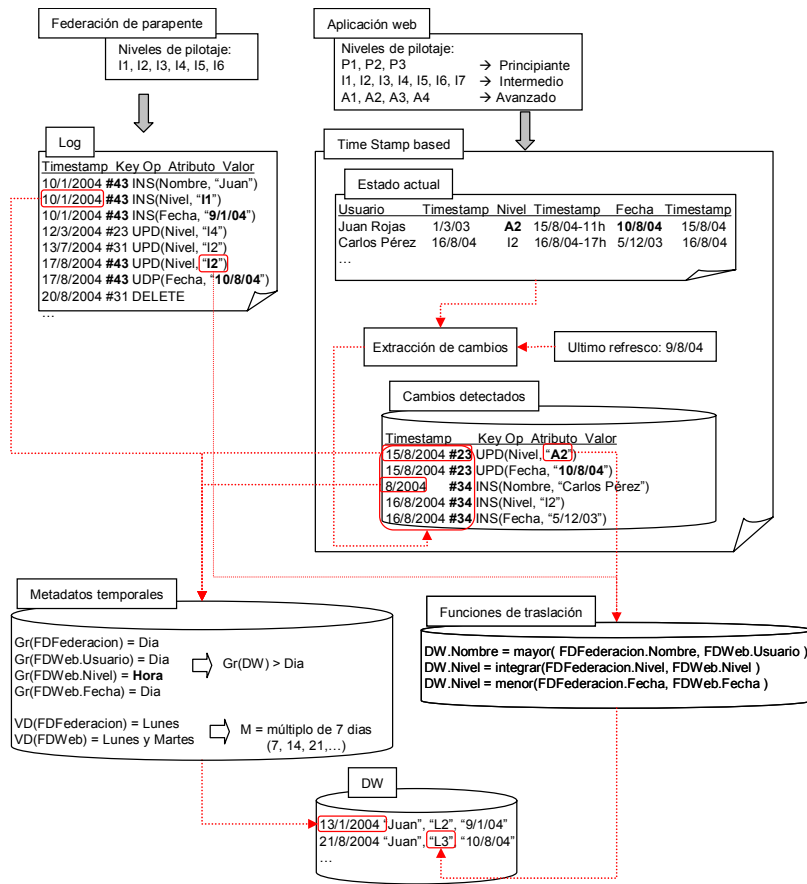 Federación de parapente
Niveles de pilotaje:
I1, I2, I3, I4, I5, I6
Aplicación web
Niveles de pilotaje:
P1, P2, P3 → Principiante
I1, I2, I3, I4, I5, I6, I7 → Intermedio
A1, A2, A3, A4 → Avanzado
Log
Timestamp Key Op Atributo Valor
10/1/2004 #43 INS(Nombre, “Juan”)
10/1/2004 #43 INS(Nivel, “I1”)
10/1/2004 #43 INS(Fecha, “9/1/04”)
12/3/2004 #23 UPD(Nivel, “I4”)
13/7/2004 #31 UPD(Nivel, “I2”)
17/8/2004 #43 UPD(Nivel, “I2”)
17/8/2004 #43 UDP(Fecha, “10/8/04”)
20/8/2004 #31 DELETE
…
Time Stamp based
Estado actual
Usuario Timestamp Nivel Timestamp Fecha Timestamp
Juan Rojas 1/3/03 A2 15/8/04-11h 10/8/04 15/8/04
Carlos Pérez 16/8/04 I2 16/8/04-17h 5/12/03 16/8/04
…
Extracción de cambios
Ultimo refresco: 9/8/04
Cambios detectados
Timestamp Key Op Atributo Valor
15/8/2004 #23 UPD(Nivel, “A2”)
15/8/2004 #23 UPD(Fecha, “10/8/04”)
8/2004 #34 INS(Nombre, “Carlos Pérez”)
16/8/2004 #34 INS(Nivel, “I2”)
16/8/2004 #34 INS(Fecha, “5/12/03”)
Metadatos temporales
Gr(FDFederacion) = Dia
Gr(FDWeb.Usuario) = Dia
Gr(FDWeb.Nivel) = Hora
Gr(FDWeb.Fecha) = Dia
Gr(DW) > Dia
VD(FDFederacion) = Lunes
VD(FDWeb) = Lunes y Martes
M = múltiplo de 7 dias
(7, 14, 21,…)
Funciones de traslación
DW.Nombre = mayor( FDFederacion.Nombre, FDWeb.Usuario )
DW.Nivel = integrar(FDFederacion.Nivel, FDWeb.Nivel )
DW.Nivel = menor(FDFederacion.Fecha, FDWeb.Fecha )
DW
13/1/2004 “Juan”, “L2”, “9/1/04”
21/8/2004 “Juan”, “L3”, “10/8/04”
…